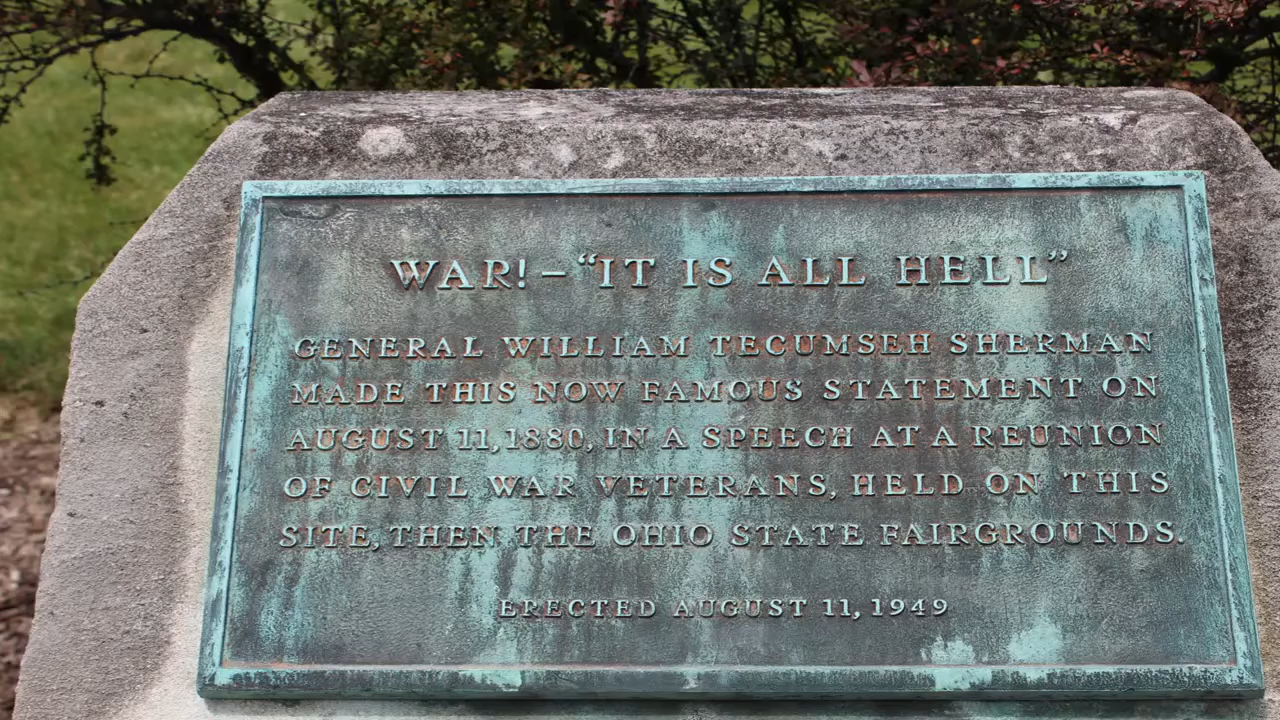 WAR! – “IT IS ALL HELL”
GENERAL WILLIAM TECUMSEH SHERMAN
MADE THIS NOW FAMOUS STATEMENT ON
AUGUST 11, 1880, IN A SPEECH AT A REUNION
OF CIVIL WAR VETERANS, HELD ON THIS
SITE, THEN THE OHIO STATE FAIRGROUNDS.
ERECTED AUGUST 11, 1949